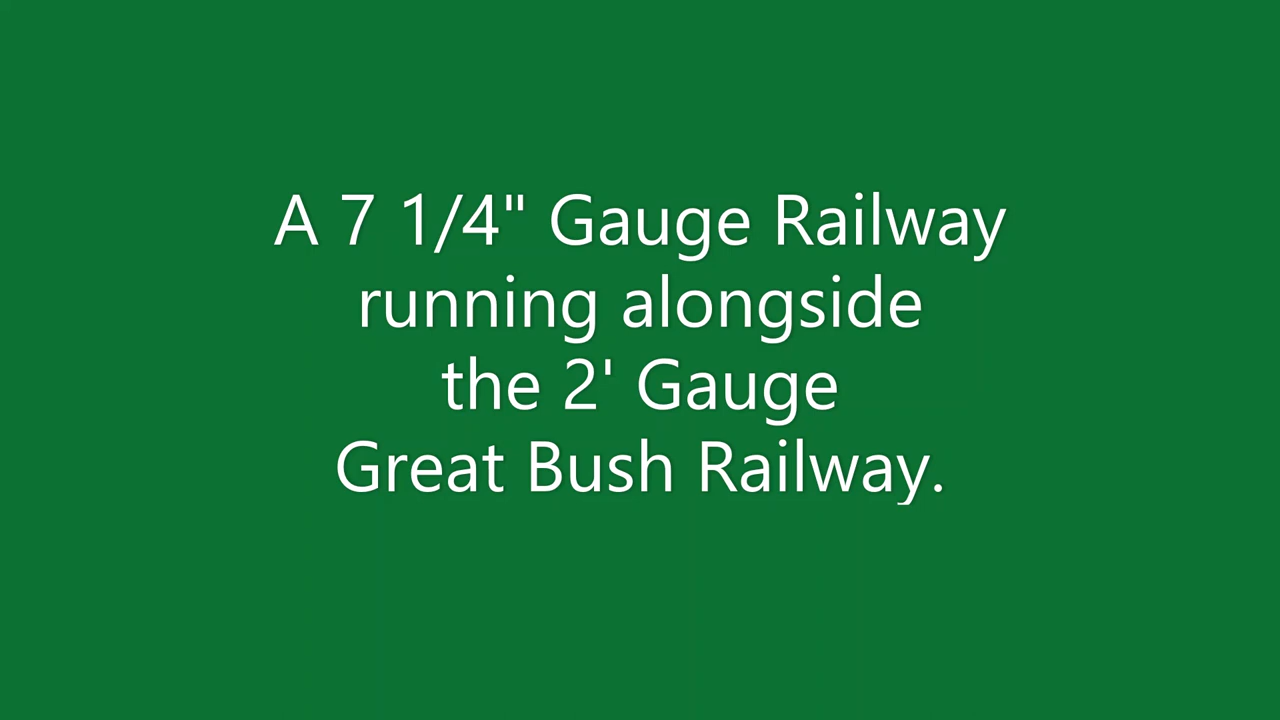 A 7 1/4" Gauge Railway
running alongside
the 2' Gauge
Great Bush Railway.